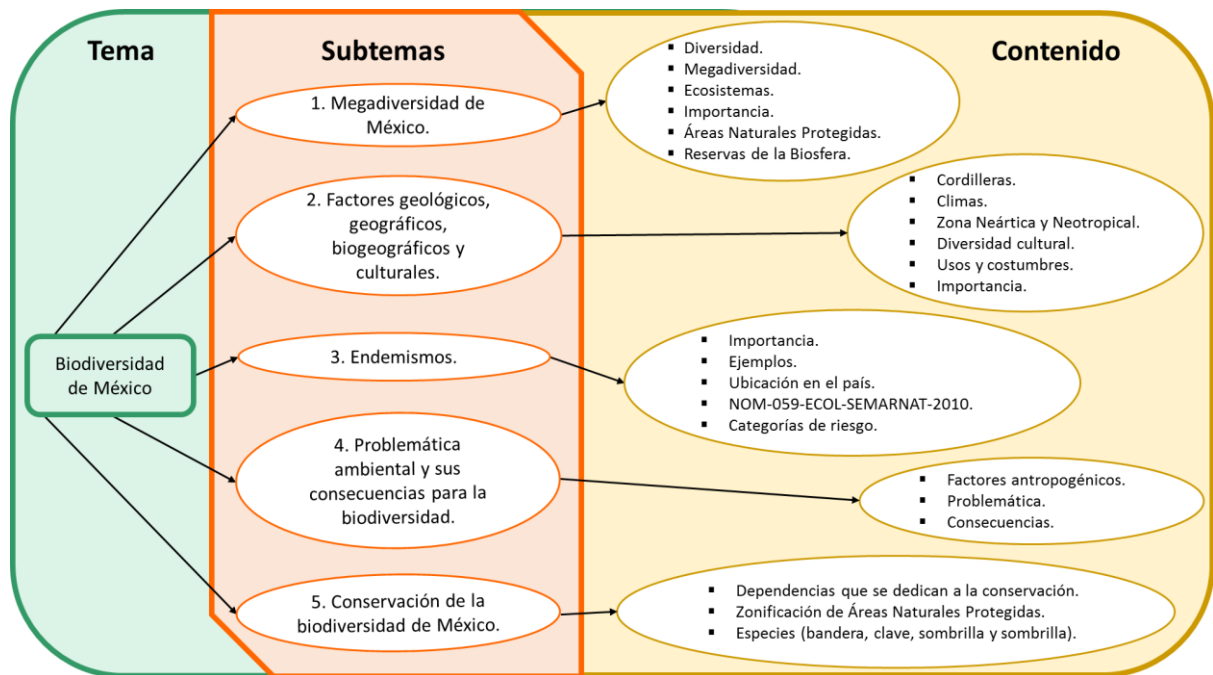 Tema
Subtemas
Contenido
Biodiversidad
de México
1. Megadiversidad de
México.
▪ Diversidad.
▪ Megadiversidad.
▪ Ecosistemas.
▪ Importancia.
▪ Áreas Naturales Protegidas.
▪ Reservas de la Biosfera.
2. Factores geológicos,
geográficos,
biogeográficos y
culturales.
▪ Cordilleras.
▪ Climas.
▪ Zona Neártica y Neotropical.
▪ Diversidad cultural.
▪ Usos y costumbres.
▪ Importancia.
3. Endemismos.
▪ Importancia.
▪ Ejemplos.
▪ Ubicación en el país.
▪ NOM-059-ECOL-SEMARNAT-2010.
▪ Categorías de riesgo.
4. Problemática
ambiental y sus
consecuencias para la
biodiversidad.
▪ Factores antropogénicos.
▪ Problemática.
▪ Consecuencias.
5. Conservación de la
biodiversidad de México.
▪ Dependencias que se dedican a la conservación.
▪ Zonificación de Áreas Naturales Protegidas.
▪ Especies (bandera, clave, sombrilla y sombrilla).